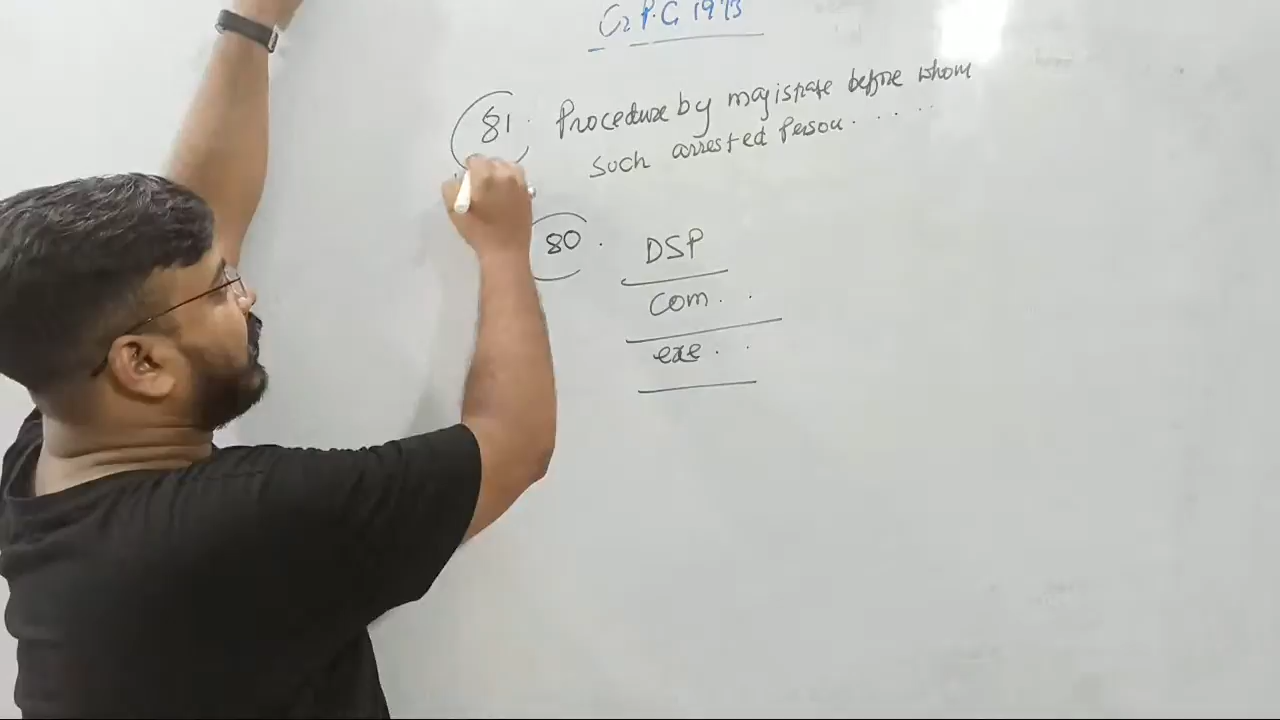 Cr P.C 1973
81. Procedure by magistrate before whom
such arrested Person. . . . .
80. DSP
Com. .
exe. .